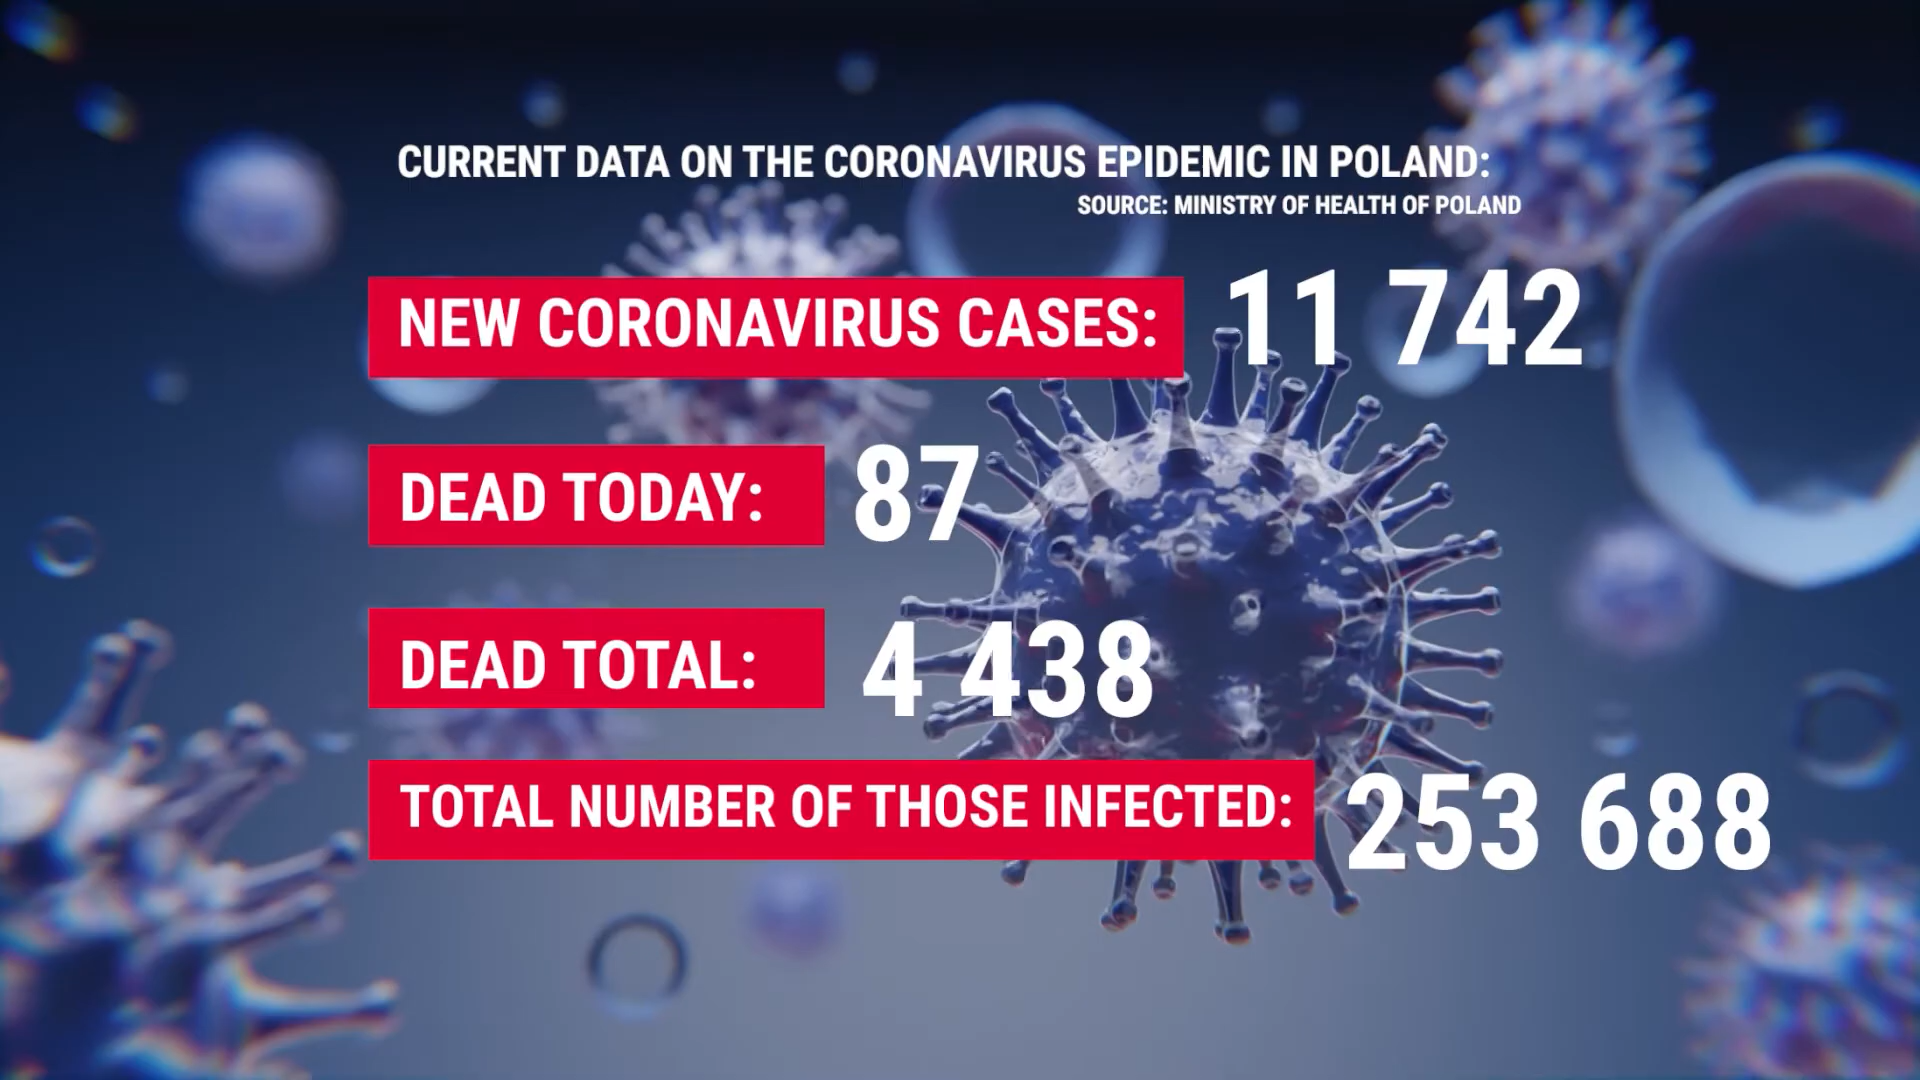 CURRENT DATA ON THE CORONAVIRUS EPIDEMIC IN POLAND:
SOURCE: MINISTRY OF HEALTH OF POLAND
NEW CORONAVIRUS CASES: 11 742
DEAD TODAY: 87
DEAD TOTAL: 4 438
TOTAL NUMBER OF THOSE INFECTED: 253 688